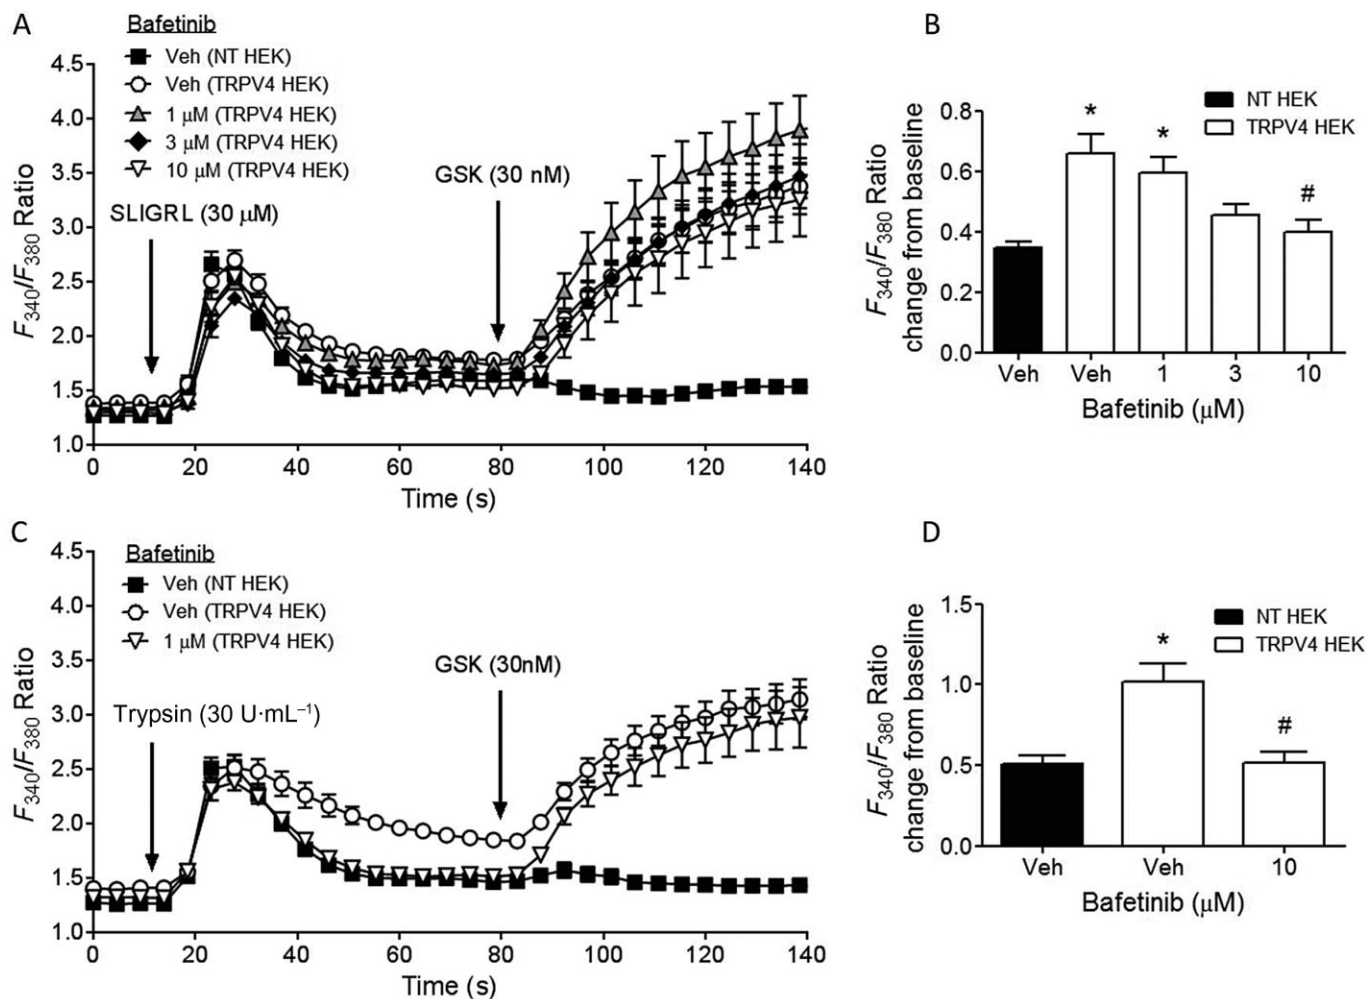 A
Bafetinib
Veh (NT HEK)
Veh (TRPV4 HEK)
1 μM (TRPV4 HEK)
3 μM (TRPV4 HEK)
10 μM (TRPV4 HEK)
SLIGRL (30 μM)
GSK (30 nM)
F340/F380 Ratio
4.5
4.0
3.5
3.0
2.5
2.0
1.5
1.0
0 20 40 60 80 100 120 140
Time (s)
B
NT HEK
TRPV4 HEK
F340/F380 Ratio
change from baseline
0.8
0.6
0.4
0.2
0.0
* * #
Veh Veh 1 3 10
Bafetinib (μM)
C
Bafetinib
Veh (NT HEK)
Veh (TRPV4 HEK)
1 μM (TRPV4 HEK)
Trypsin (30 U·mL−1)
GSK (30nM)
F340/F380 Ratio
4.5
4.0
3.5
3.0
2.5
2.0
1.5
1.0
0 20 40 60 80 100 120 140
Time (s)
D
NT HEK
TRPV4 HEK
F340/F380 Ratio
change from baseline
1.5
1.0
0.5
0.0
* #
Veh Veh 10
Bafetinib (μM)